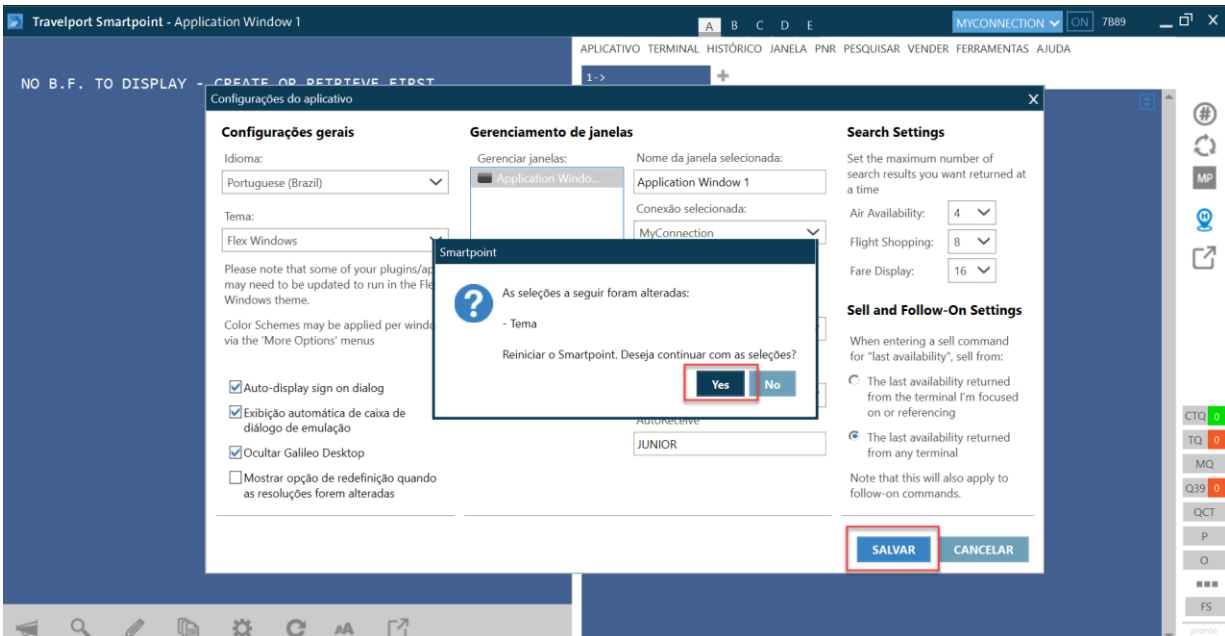 Travelport Smartpoint - Application Window 1
A B C D E
MYCONNECTION ON 7B89
APLICATIVO TERMINAL HISTÓRICO JANELA PNR PESQUISAR VENDER FERRAMENTAS AJUDA
1->
NO B.F. TO DISPLAY - CREATE OR RETRIEVE FIRST
Configurações do aplicativo X
Configurações gerais
Idioma:
Portuguese (Brazil)
Tema:
Flex Windows
Please note that some of your plugins/ap
may need to be updated to run in the Fle
Windows theme.
Color Schemes may be applied per windo
via the 'More Options' menus
Auto-display sign on dialog
Exibição automática de caixa de
diálogo de emulação
Ocultar Galileo Desktop
Mostrar opção de redefinição quando
as resoluções forem alteradas
Gerenciamento de janelas
Gerenciar janelas:
Application Windo...
Nome da janela selecionada:
Application Window 1
Conexão selecionada:
MyConnection
AutoReceive
JUNIOR
Smartpoint
As seleções a seguir foram alteradas:
- Tema
Reiniciar o Smartpoint. Deseja continuar com as seleções?
Yes No
Search Settings
Set the maximum number of
search results you want returned at
a time
Air Availability: 4
Flight Shopping: 8
Fare Display: 16
Sell and Follow-On Settings
When entering a sell command
for "last availability", sell from:
The last availability returned
from the terminal I'm focused
on or referencing
The last availability returned
from any terminal
Note that this will also apply to
follow-on commands.
SALVAR CANCELAR
#
MP
H
CTQ 0
TQ 0
MQ
Q39 0
QCT
P
O
FS
pronto
AA